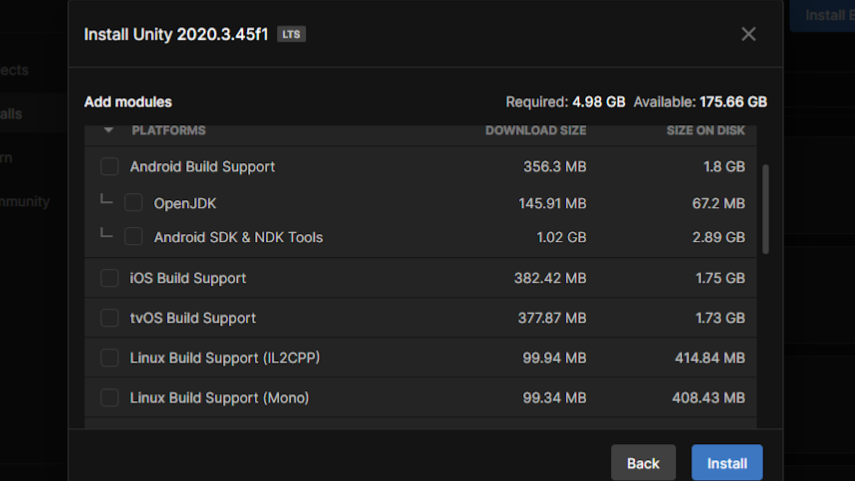 Install Unity 2020.3.45f1 LTS
Install E
ects
alls
rn
mmunity
Add modules Required: 4.98 GB Available: 175.66 GB
PLATFORMS DOWNLOAD SIZE SIZE ON DISK
Android Build Support 356.3 MB 1.8 GB
OpenJDK 145.91 MB 67.2 MB
Android SDK & NDK Tools 1.02 GB 2.89 GB
iOS Build Support 382.42 MB 1.75 GB
tvOS Build Support 377.87 MB 1.73 GB
Linux Build Support (IL2CPP) 99.94 MB 414.84 MB
Linux Build Support (Mono) 99.34 MB 408.43 MB
Back Install